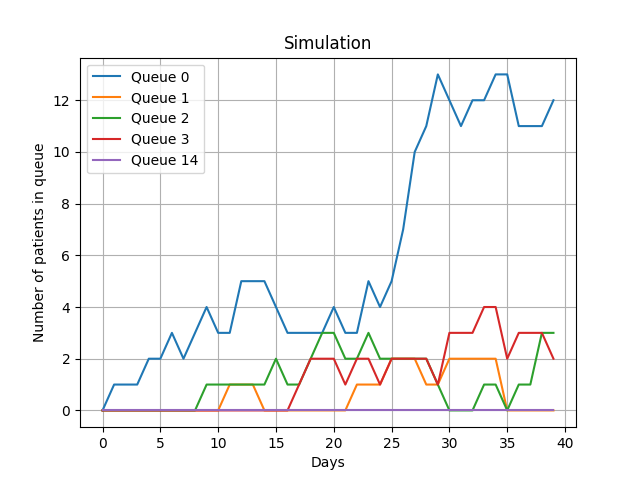 Simulation
Queue 0
Queue 1
Queue 2
Queue 3
Queue 14
Number of patients in queue
12
10
8
6
4
2
0
0 5 10 15 20 25 30 35 40
Days